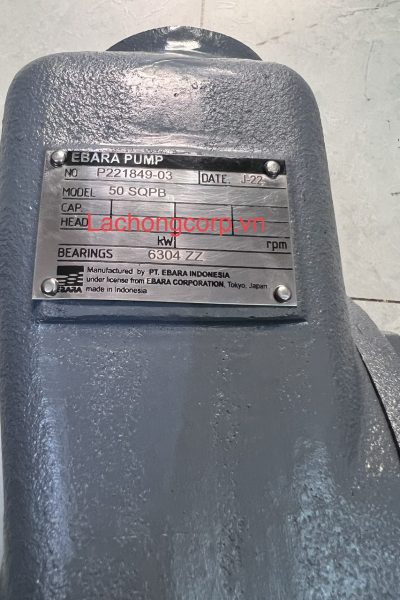 EBARA PUMP
NO P221849-03 DATE. J-22
MODEL 50 SQPB
CAP.
HEAD
Lachongcorp.vn
kW rpm
BEARINGS 6304 ZZ
Manufactured by PT. EBARA INDONESIA
under license from EBARA CORPORATION, Tokyo, Japan
made in Indonesia
EBARA